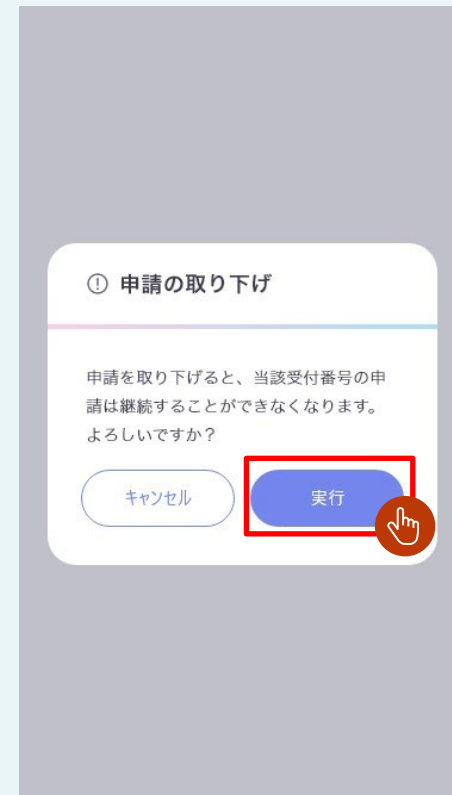 申請の取り下げ
申請を取り下げると、当該受付番号の申
請は継続することができなくなります。
よろしいですか？
キャンセル
実行